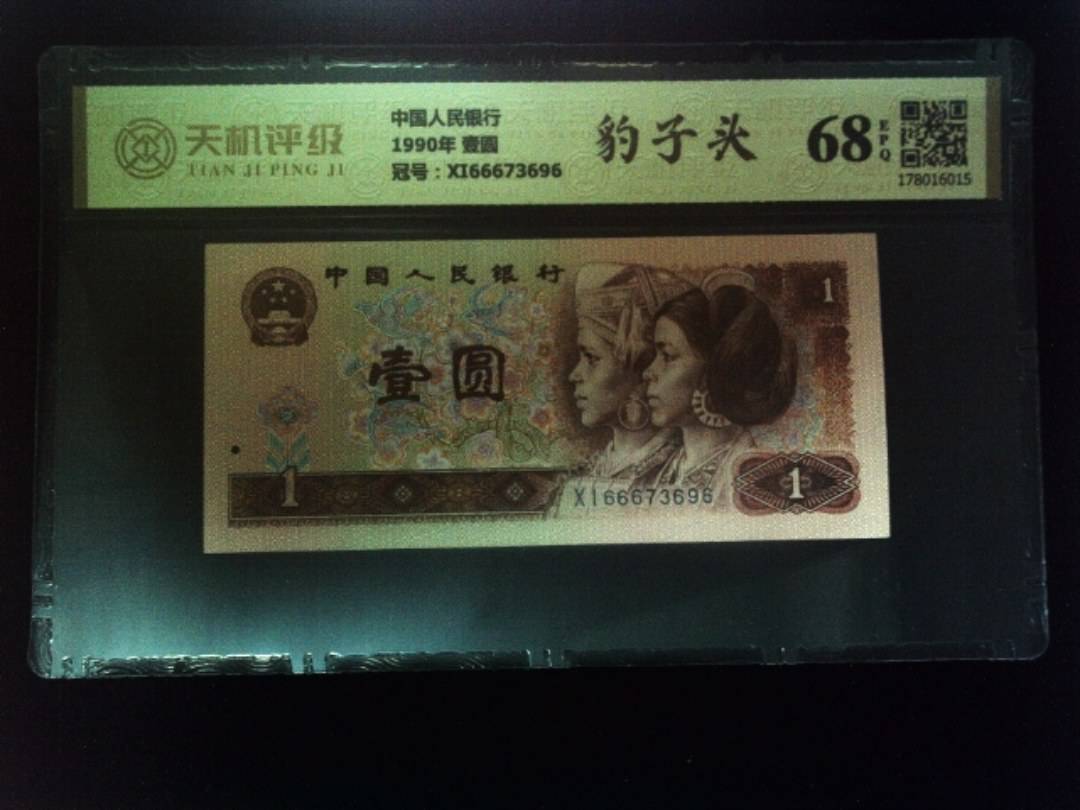 天机评级
TIAN JI PING JI
中国人民银行
1990年 壹圆
冠号：XI66673696
豹子头
68
EPQ
178016015
中国人民银行
壹圆
1
1
1
XI66673696
1